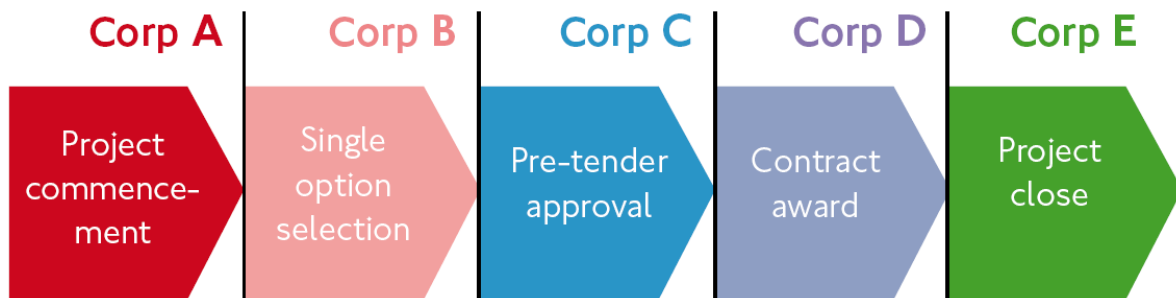 Corp A
Corp B
Corp C
Corp D
Corp E
Project
commence-
ment
Single
option
selection
Pre-tender
approval
Contract
award
Project
close